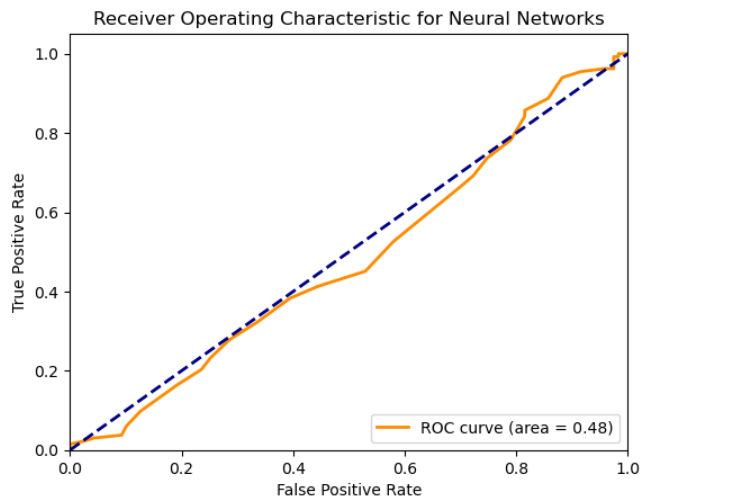 Receiver Operating Characteristic for Neural Networks
1.0
0.8
0.6
0.4
0.2
0.0
True Positive Rate
ROC curve (area = 0.48)
0.0 0.2 0.4 0.6 0.8 1.0
False Positive Rate